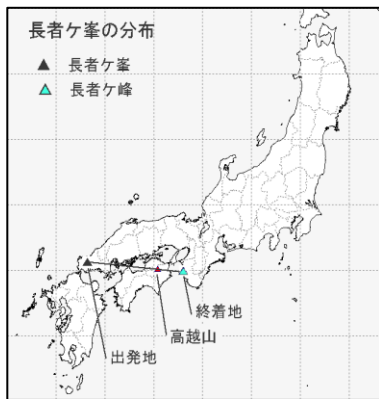 長者ケ峯の分布
長者ケ峯
長者ケ峰
終着地
高越山
出発地